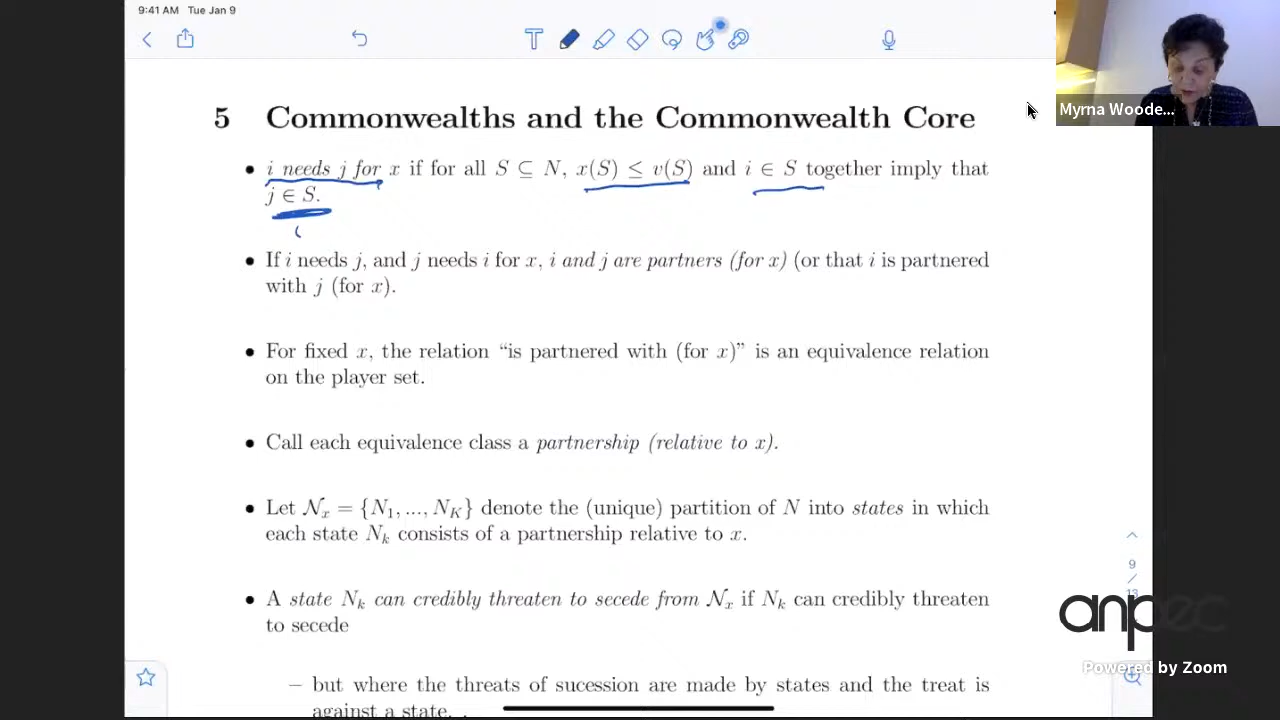 9:41 AM Tue Jan 9
Myrna Woode...
5 Commonwealths and the Commonwealth Core
• i needs j for x if for all S ⊆ N, x(S) ≤ v(S) and i ∈ S together imply that
j ∈ S.
• If i needs j, and j needs i for x, i and j are partners (for x) (or that i is partnered
with j (for x).
• For fixed x, the relation “is partnered with (for x)” is an equivalence relation
on the player set.
• Call each equivalence class a partnership (relative to x).
• Let 𝒩ₓ = {N₁, ..., N_K} denote the (unique) partition of N into states in which
each state Nₖ consists of a partnership relative to x.
• A state Nₖ can credibly threaten to secede from 𝒩ₓ if Nₖ can credibly threaten
to secede
– but where the threats of sucession are made by states and the treat is
against a state.
9
/
13
anpec
Powered by Zoom